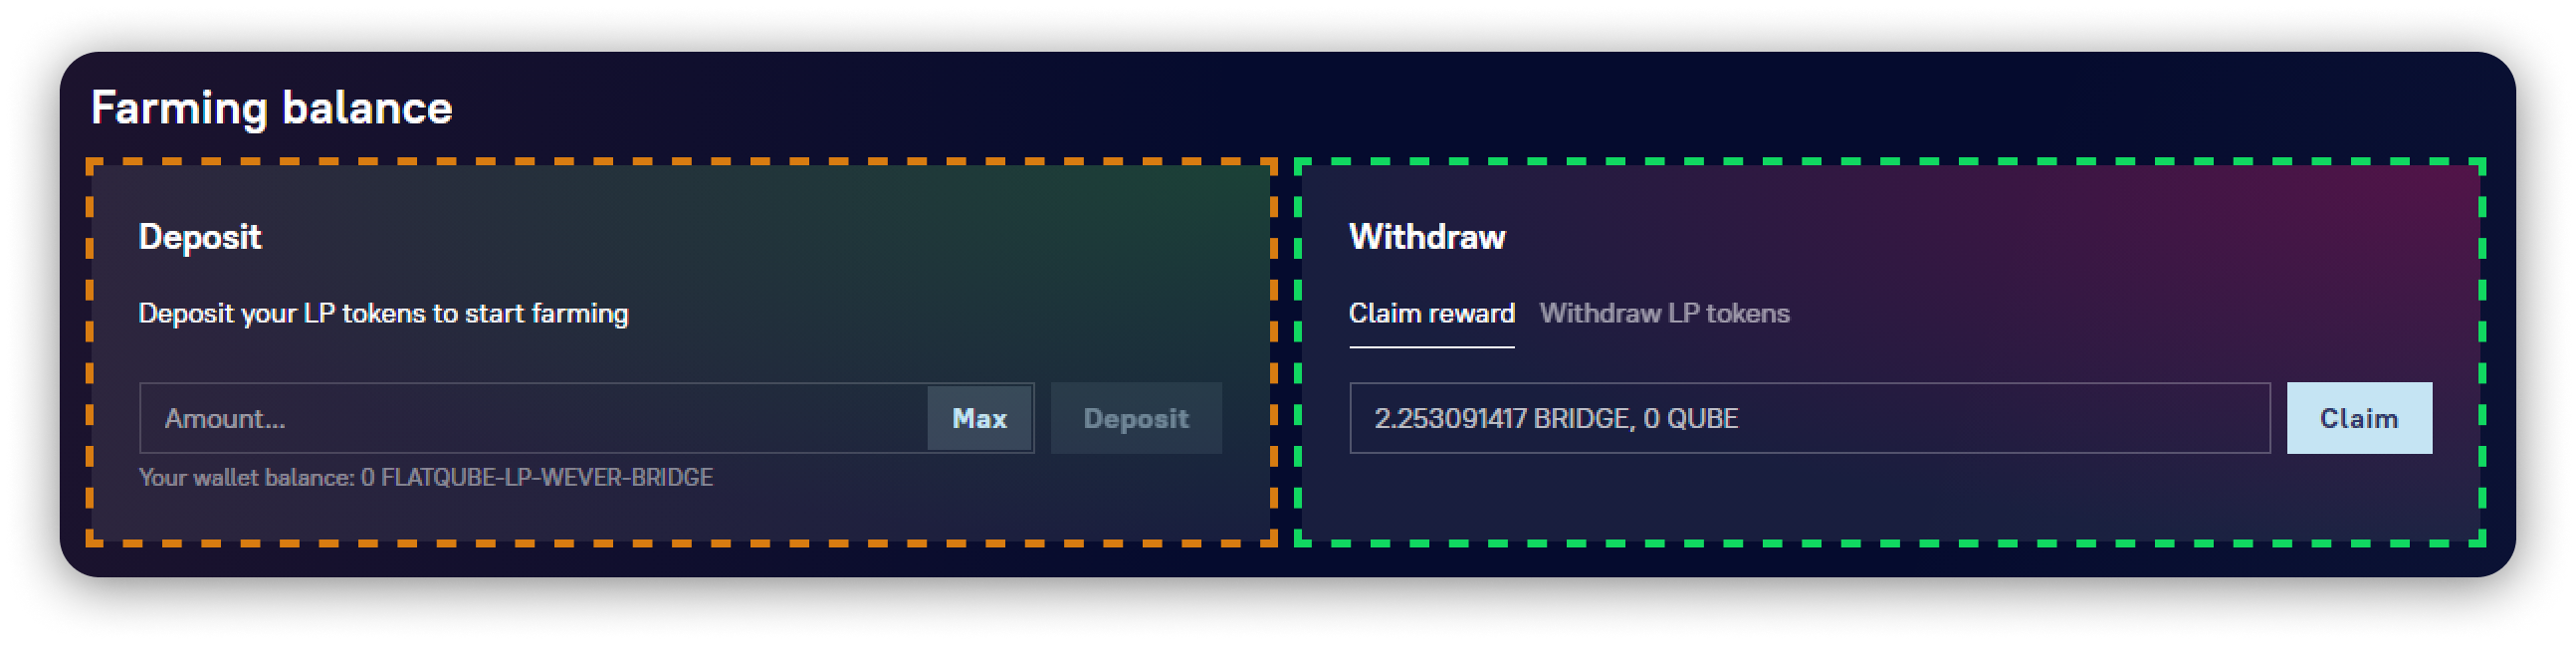 Farming balance
Deposit
Deposit your LP tokens to start farming
Amount...
Max
Deposit
Your wallet balance: 0 FLATQUBE-LP-WEVER-BRIDGE
Withdraw
Claim reward
Withdraw LP tokens
2.253091417 BRIDGE, 0 QUBE
Claim